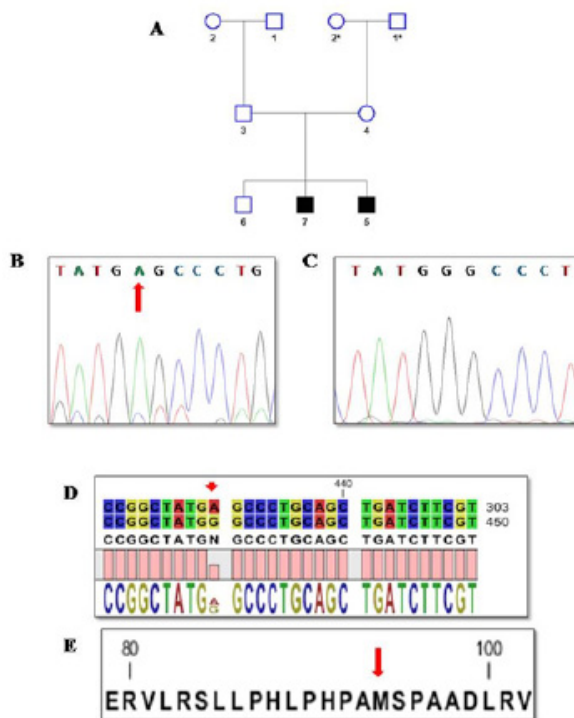 A
2 1 2* 1*
3 4
6 7 5
B C
T A T G A G C C C T G
T A T G G G C C C T
440
D
CCGGCTATGA GCCCTGCAGC TGATCTTCGT 303
CCGGCTATGG GCCCTGCAGC TGATCTTCGT 450
CCGGCTATGN GCCCTGCAGC TGATCTTCGT
CCGGCTATG GCCCTGCAGC TGATCTTCGT
E
80 100
ERVLRSLLPHLPHPAMSPAADLRV